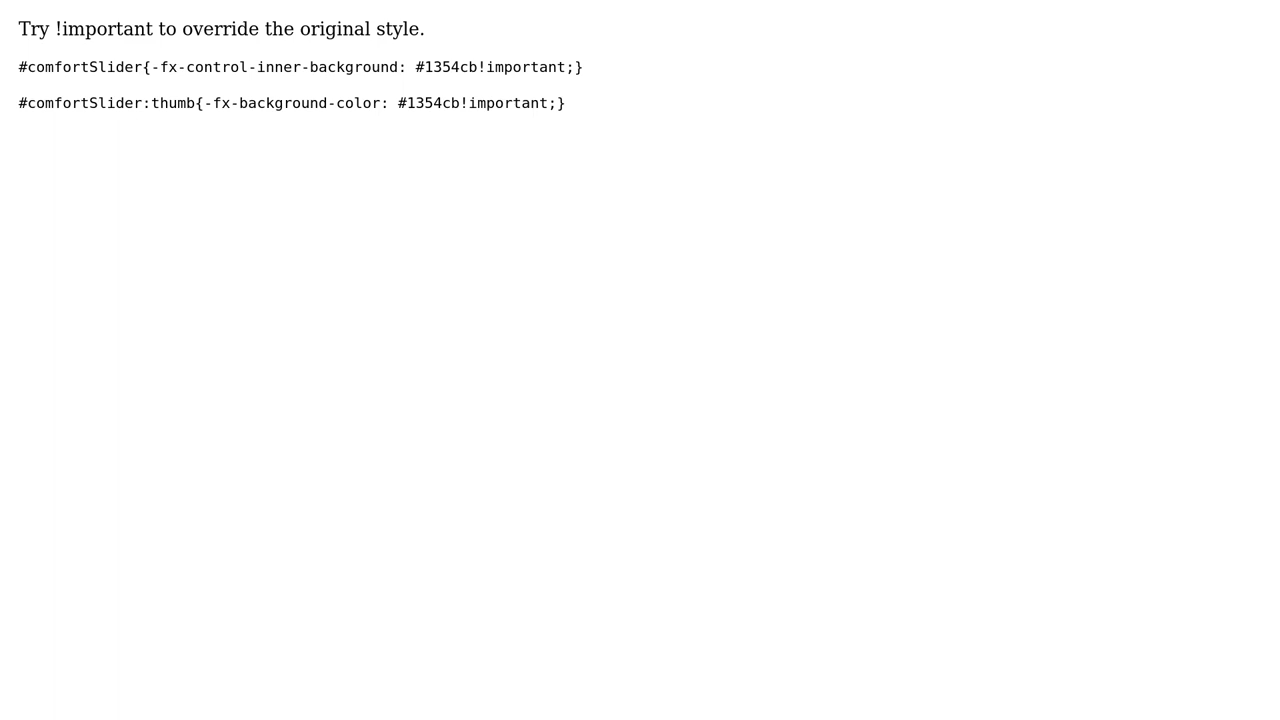 Try !important to override the original style.
#comfortSlider{-fx-control-inner-background: #1354cb!important;}
#comfortSlider:thumb{-fx-background-color: #1354cb!important;}